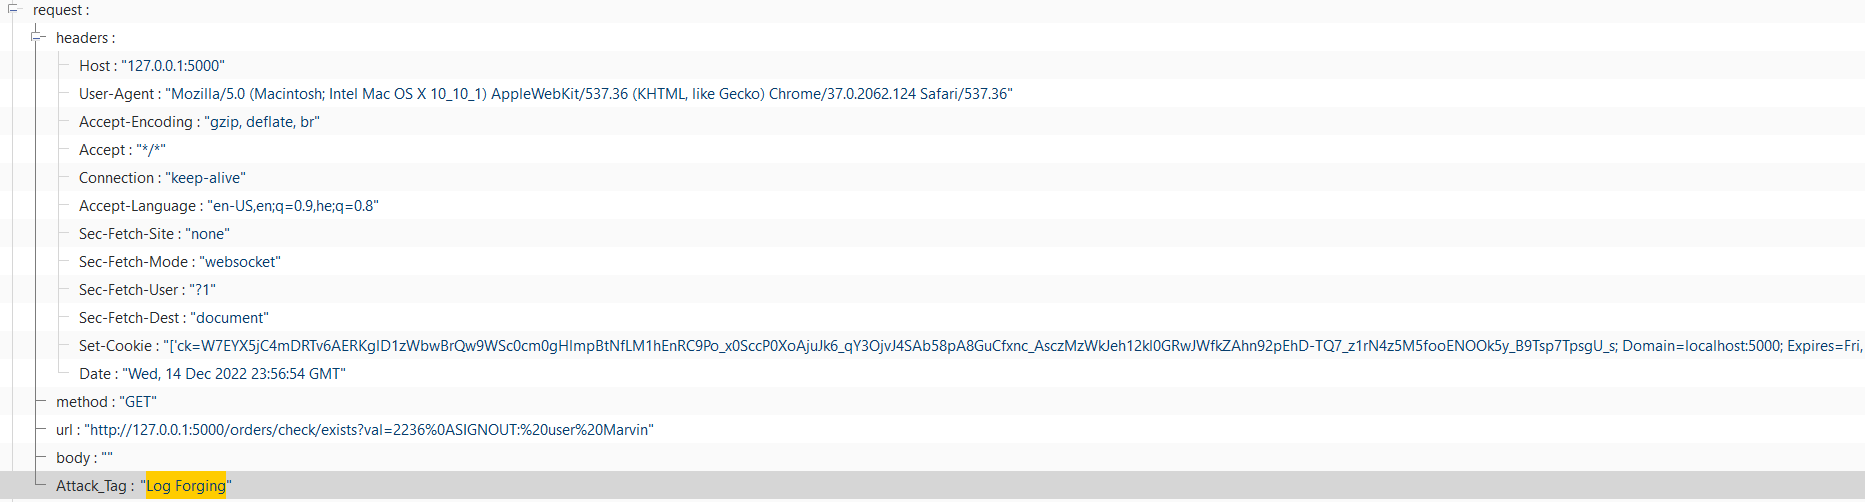 request :
headers :
Host : "127.0.0.1:5000"
User-Agent : "Mozilla/5.0 (Macintosh; Intel Mac OS X 10_10_1) AppleWebKit/537.36 (KHTML, like Gecko) Chrome/37.0.2062.124 Safari/537.36"
Accept-Encoding : "gzip, deflate, br"
Accept : "*/*"
Connection : "keep-alive"
Accept-Language : "en-US,en;q=0.9,he;q=0.8"
Sec-Fetch-Site : "none"
Sec-Fetch-Mode : "websocket"
Sec-Fetch-User : "?1"
Sec-Fetch-Dest : "document"
Set-Cookie : "['ck=W7EYX5jC4mDRTv6AERKgID1zWbwBrQw9WSc0cm0gHImpBtNfLM1hEnRC9Po_x0SccP0XoAjuJk6_qY3OjvJ4SAb58pA8GuCfxnc_AsczMzWkJeh12kl0GRwJWfkZAhn92pEhD-TQ7_z1rN4z5M5fooENOOk5y_B9Tsp7TpsgU_s; Domain=localhost:5000; Expires=Fri,
Date : "Wed, 14 Dec 2022 23:56:54 GMT"
method : "GET"
url : "http://127.0.0.1:5000/orders/check/exists?val=2236%0ASIGNOUT:%20user%20Marvin"
body : ""
Attack_Tag : "Log Forging"